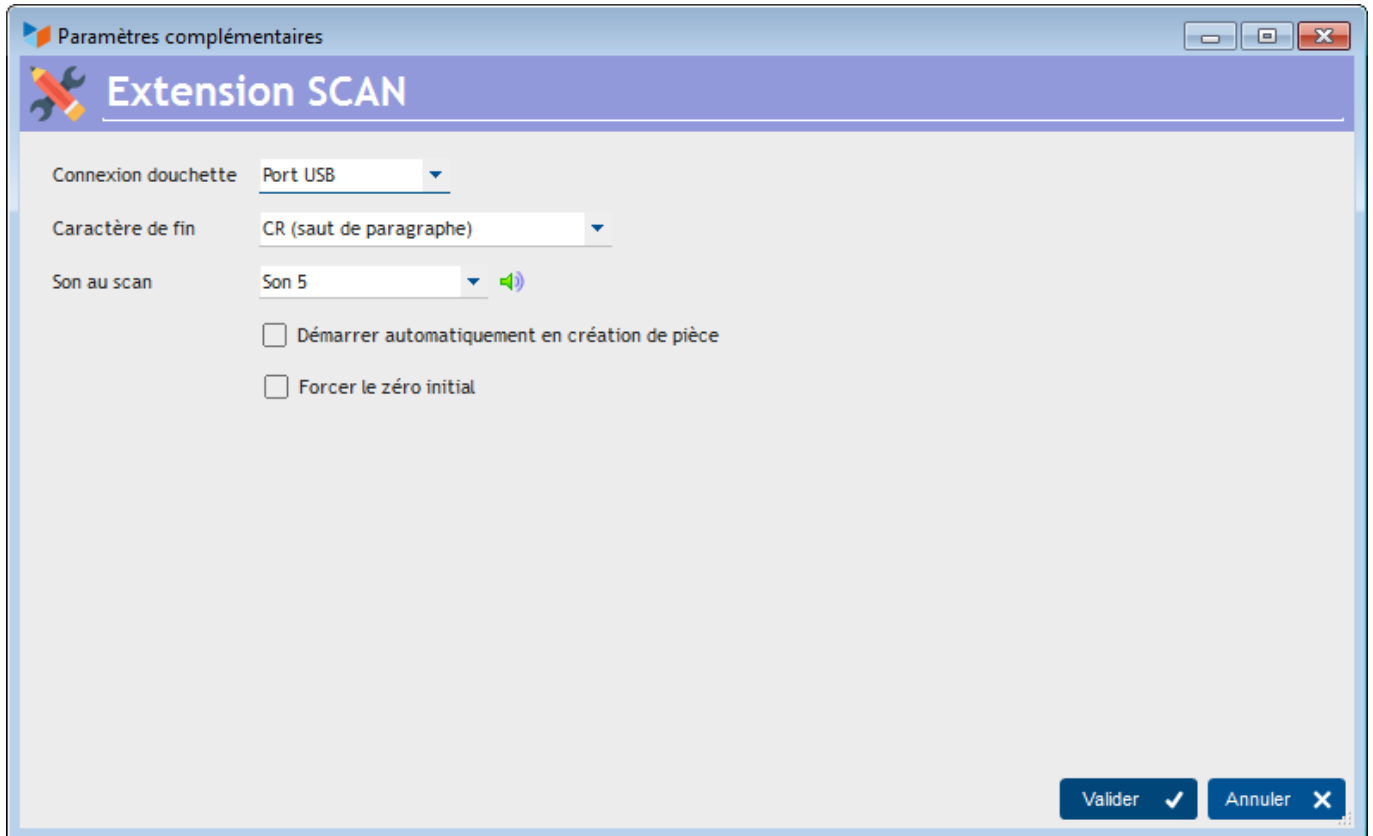 Paramètres complémentaires
Extension SCAN
Connexion douchette Port USB
Caractère de fin CR (saut de paragraphe)
Son au scan Son 5
Démarrer automatiquement en création de pièce
Forcer le zéro initial
Valider Annuler